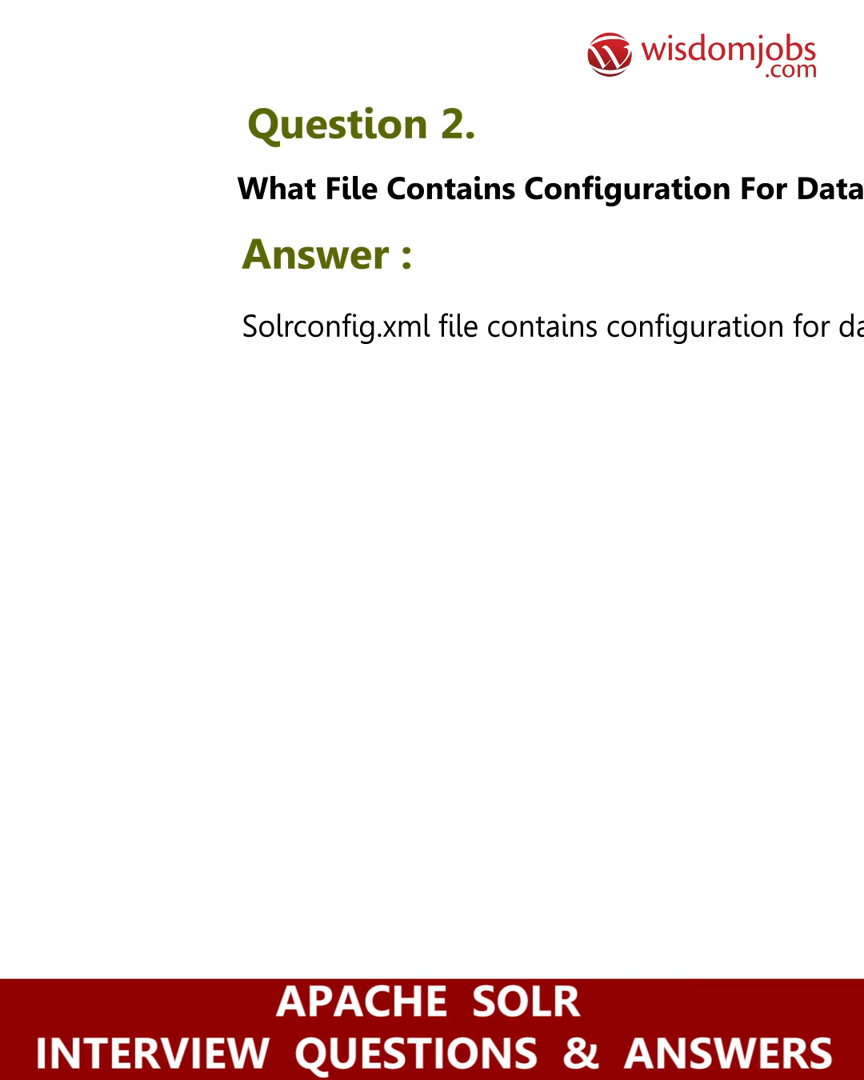 wisdomjobs
.com
Question 2.
What File Contains Configuration For Data
Answer :
Solrconfig.xml file contains configuration for da
APACHE SOLR
INTERVIEW QUESTIONS & ANSWERS